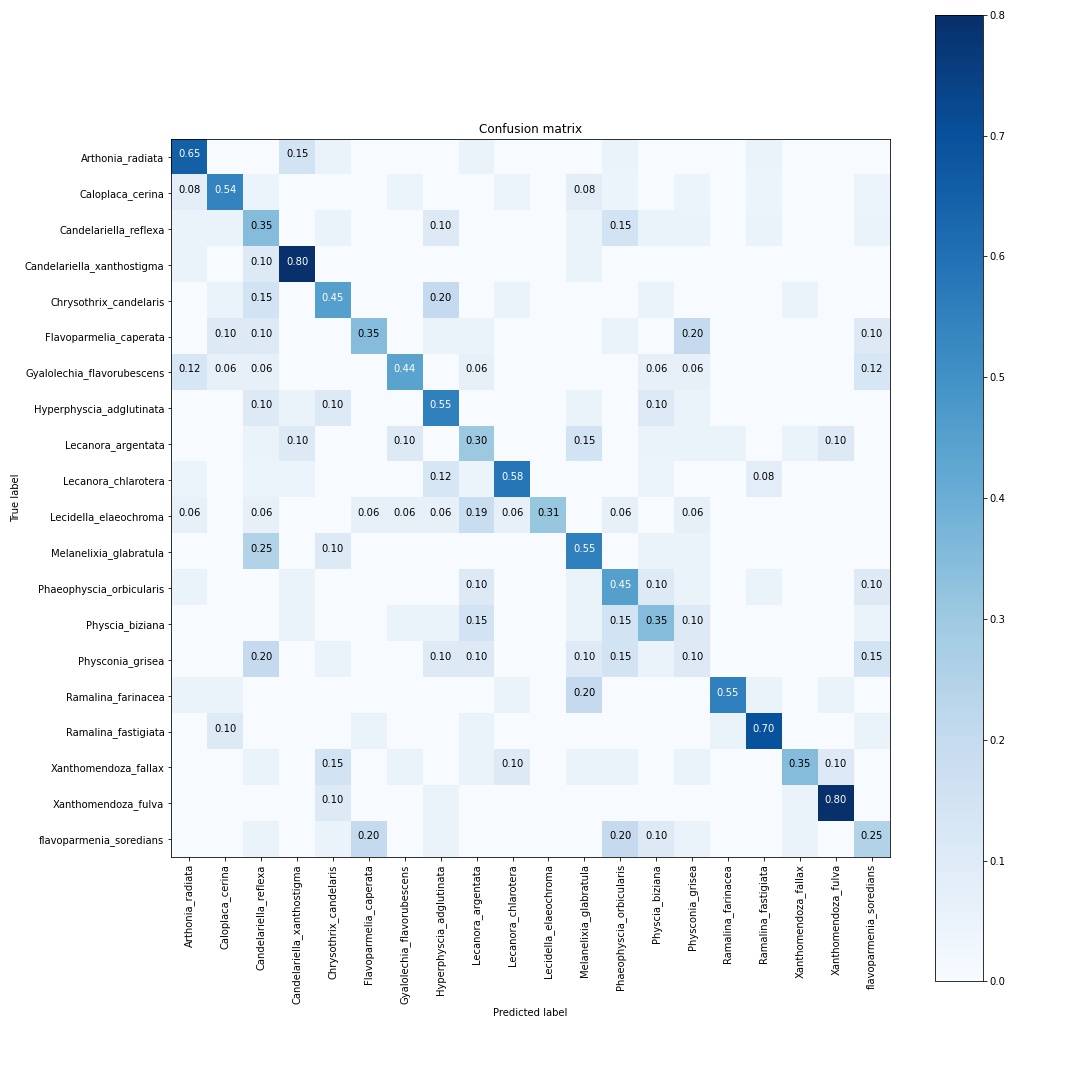 Confusion matrix
0.8
0.7
0.6
0.5
0.4
0.3
0.2
0.1
0.0
True label
Arthonia_radiata 0.65 0.15
Caloplaca_cerina 0.08 0.54 0.08
Candelariella_reflexa 0.35 0.10 0.15
Candelariella_xanthostigma 0.10 0.80
Chrysothrix_candelaris 0.15 0.45 0.20
Flavoparmelia_caperata 0.10 0.10 0.35 0.20 0.10
Gyalolechia_flavorubescens 0.12 0.06 0.06 0.44 0.06 0.06 0.06 0.12
Hyperphyscia_adglutinata 0.10 0.10 0.55 0.10
Lecanora_argentata 0.10 0.10 0.30 0.15 0.10
Lecanora_chlarotera 0.12 0.58 0.08
Lecidella_elaeochroma 0.06 0.06 0.06 0.06 0.06 0.19 0.06 0.31 0.06 0.06
Melanelixia_glabratula 0.25 0.10 0.55
Phaeophyscia_orbicularis 0.10 0.45 0.10 0.10
Physcia_biziana 0.15 0.15 0.35 0.10
Physconia_grisea 0.20 0.10 0.10 0.10 0.15 0.10 0.15
Ramalina_farinacea 0.20 0.55
Ramalina_fastigiata 0.10 0.70
Xanthomendoza_fallax 0.15 0.10 0.35 0.10
Xanthomendoza_fulva 0.10 0.80
flavoparmenia_soredians 0.20 0.20 0.10 0.25
Arthonia_radiata
Caloplaca_cerina
Candelariella_reflexa
Candelariella_xanthostigma
Chrysothrix_candelaris
Flavoparmelia_caperata
Gyalolechia_flavorubescens
Hyperphyscia_adglutinata
Lecanora_argentata
Lecanora_chlarotera
Lecidella_elaeochroma
Melanelixia_glabratula
Phaeophyscia_orbicularis
Physcia_biziana
Physconia_grisea
Ramalina_farinacea
Ramalina_fastigiata
Xanthomendoza_fallax
Xanthomendoza_fulva
flavoparmenia_soredians
Predicted label